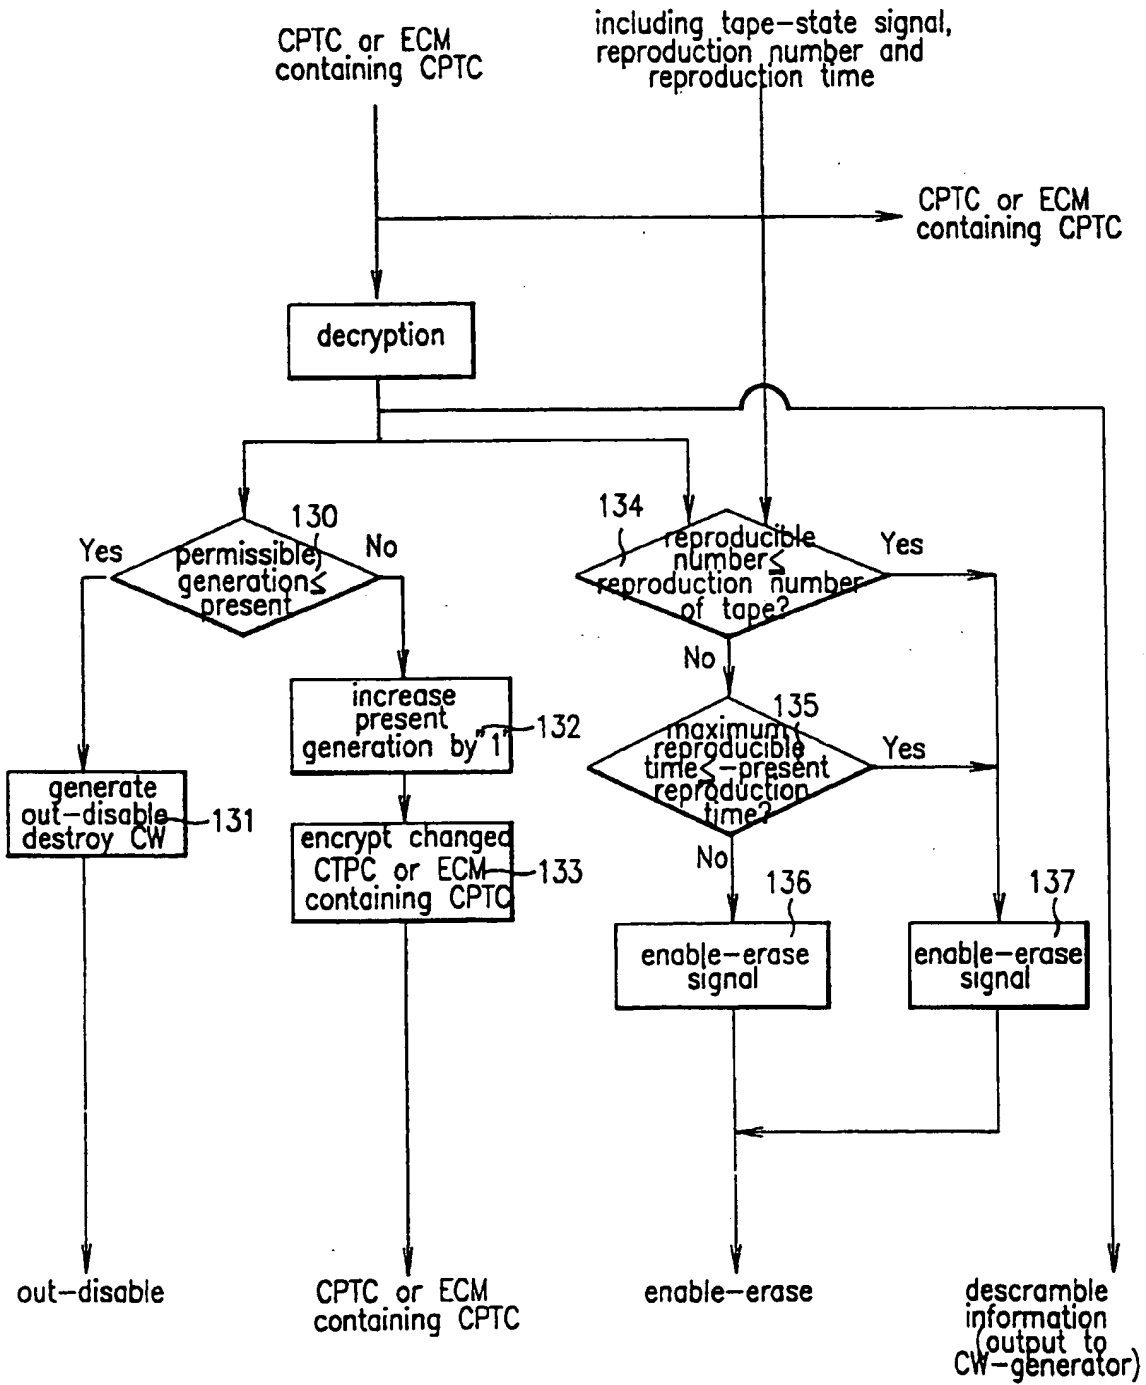 CPTC or ECM
containing CPTC
including tape-state signal,
reproduction number and
reproduction time
CPTC or ECM
containing CPTC
decryption
130
Yes
No
permissible
generation≤
present
134
reproducible
number≤
reproduction number
of tape?
Yes
No
increase
present
generation by "1"
132
135
maximum
reproducible
time≤-present
reproduction
time?
Yes
No
generate
out-disable
destroy CW
131
encrypt changed
CTPC or ECM
containing CPTC
133
136
enable-erase
signal
137
enable-erase
signal
out-disable
CPTC or ECM
containing CPTC
enable-erase
descramble
information
(output to
CW-generator)